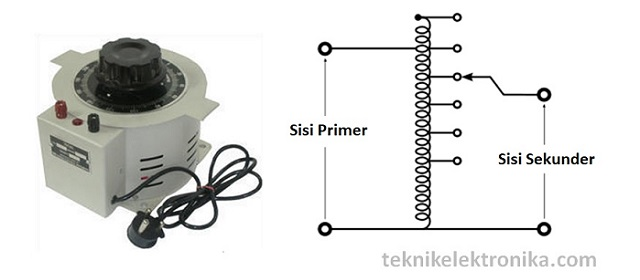 Sisi Primer
Sisi Sekunder
teknikelektronika.com